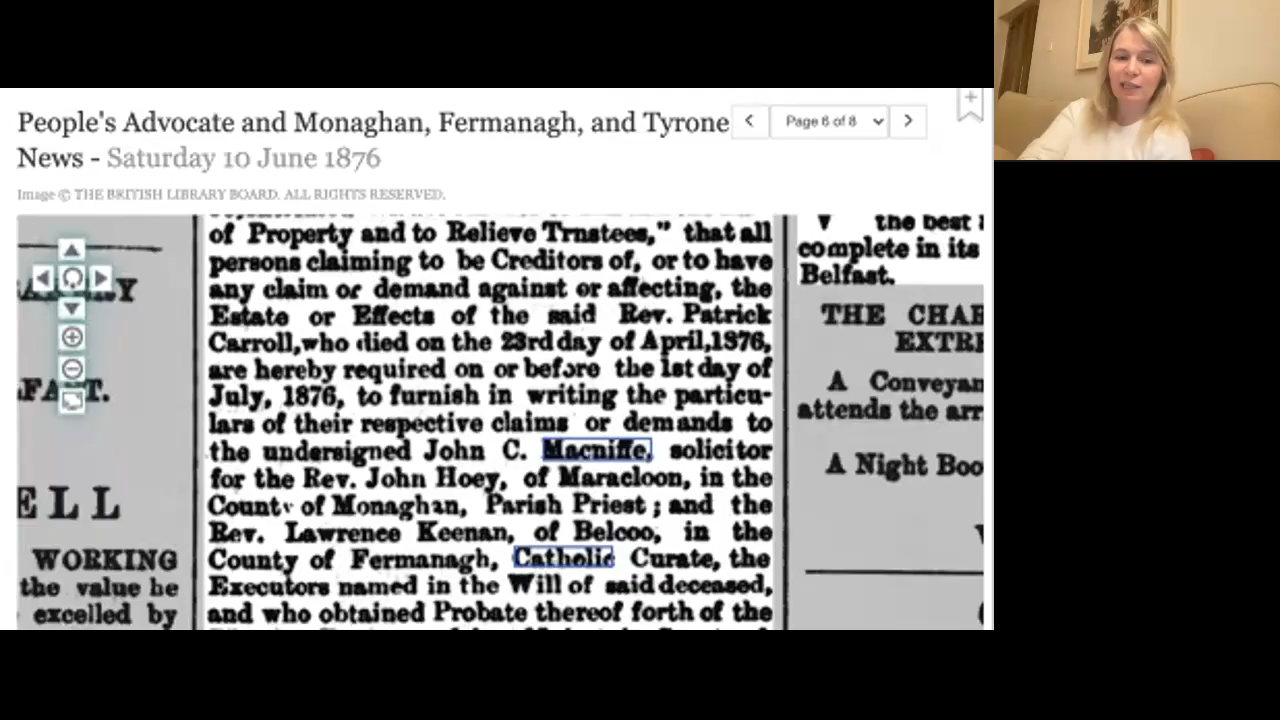 People's Advocate and Monaghan, Fermanagh, and Tyrone
News - Saturday 10 June 1876
Page 6 of 8
Image © THE BRITISH LIBRARY BOARD. ALL RIGHTS RESERVED.
of Property and to Relieve Trnstees," that all
persons claiming to be Creditors of, or to have
any claim or demand against or affecting, the
Estate or Effects of the said Rev. Patrick
Carroll, who died on the 23rd day of April, 1876,
are hereby required on or before the 1st day of
July, 1876, to furnish in writing the particu-
lars of their respective claims or demands to
the undersigned John C. Macniffe, solicitor
for the Rev. John Hoey, of Maracloon, in the
County of Monaghan, Parish Priest; and the
Rev. Lawrence Keenan, of Belcoo, in the
County of Fermanagh, Catholic Curate, the
Executors named in the Will of said deceased,
and who obtained Probate thereof forth of the
ELL
WORKING
the value he
excelled by
the best
complete in its
Belfast.
THE CHAR
EXTRE
A Conveyan
attends the arr
A Night Boo